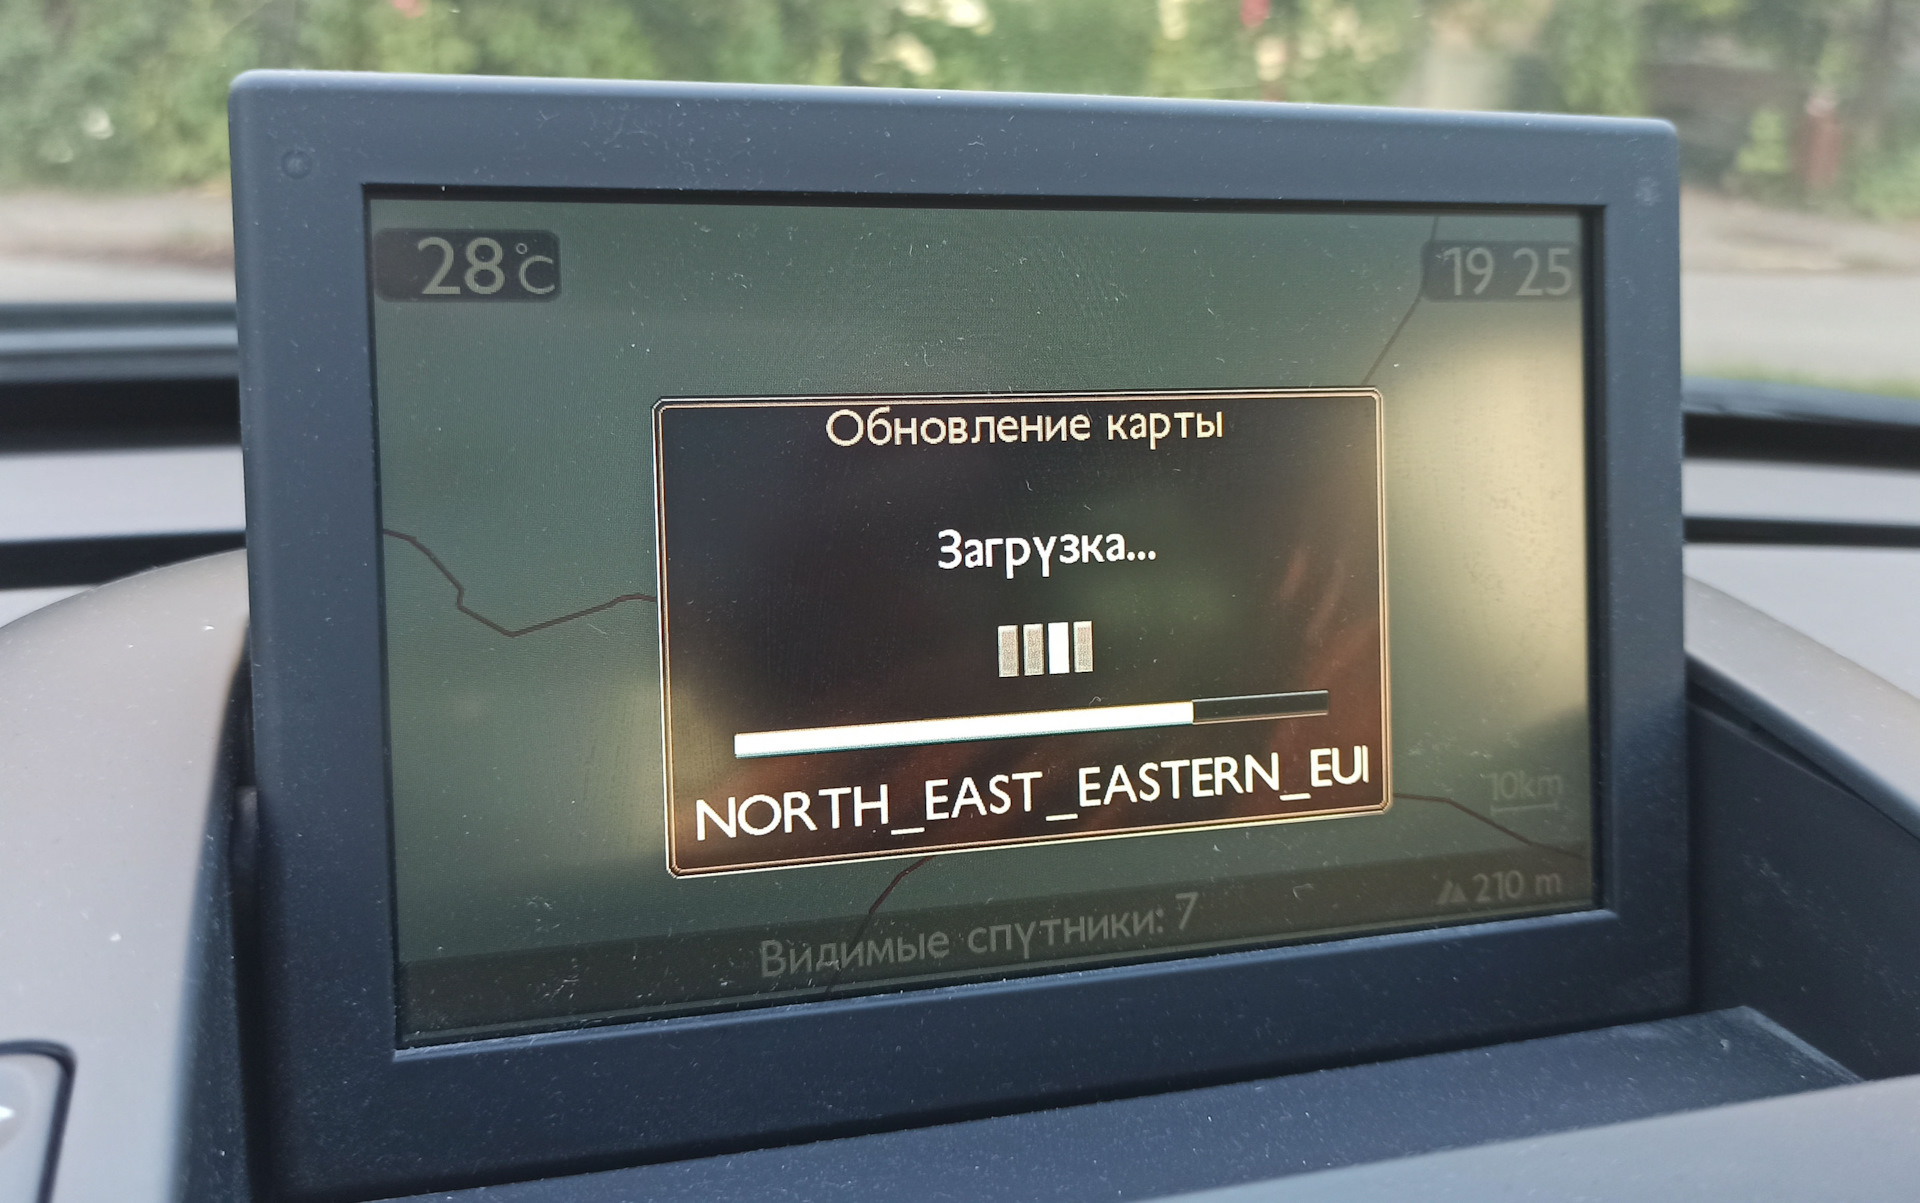 28°C
19 25
Обновление карты
Загрузка...
NORTH_EAST_EASTERN_EU
10km
210 m
Видимые спутники: 7